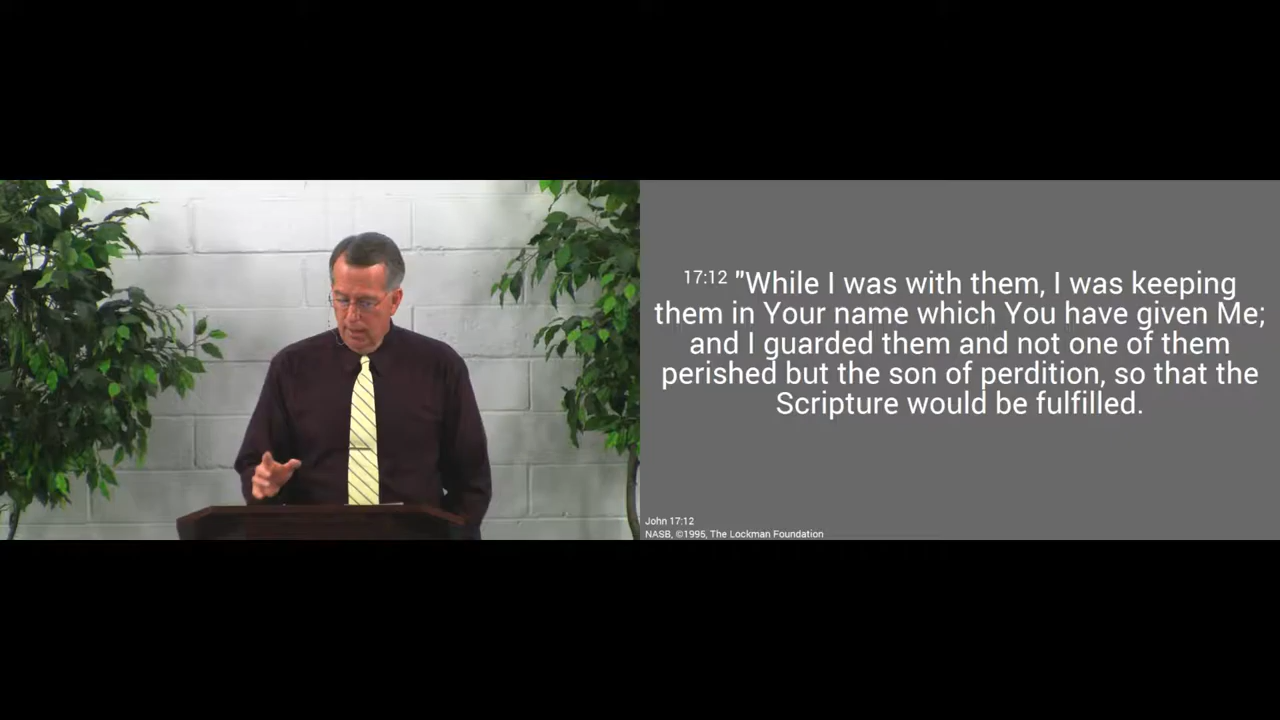 17:12 "While I was with them, I was keeping
them in Your name which You have given Me;
and I guarded them and not one of them
perished but the son of perdition, so that the
Scripture would be fulfilled.
John 17:12
NASB, ©1995, The Lockman Foundation